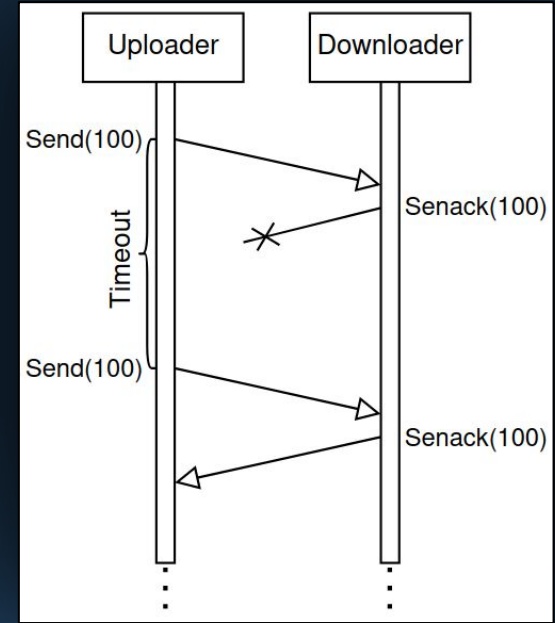 Uploader
Downloader
Send(100)
Senack(100)
Timeout
Send(100)
Senack(100)